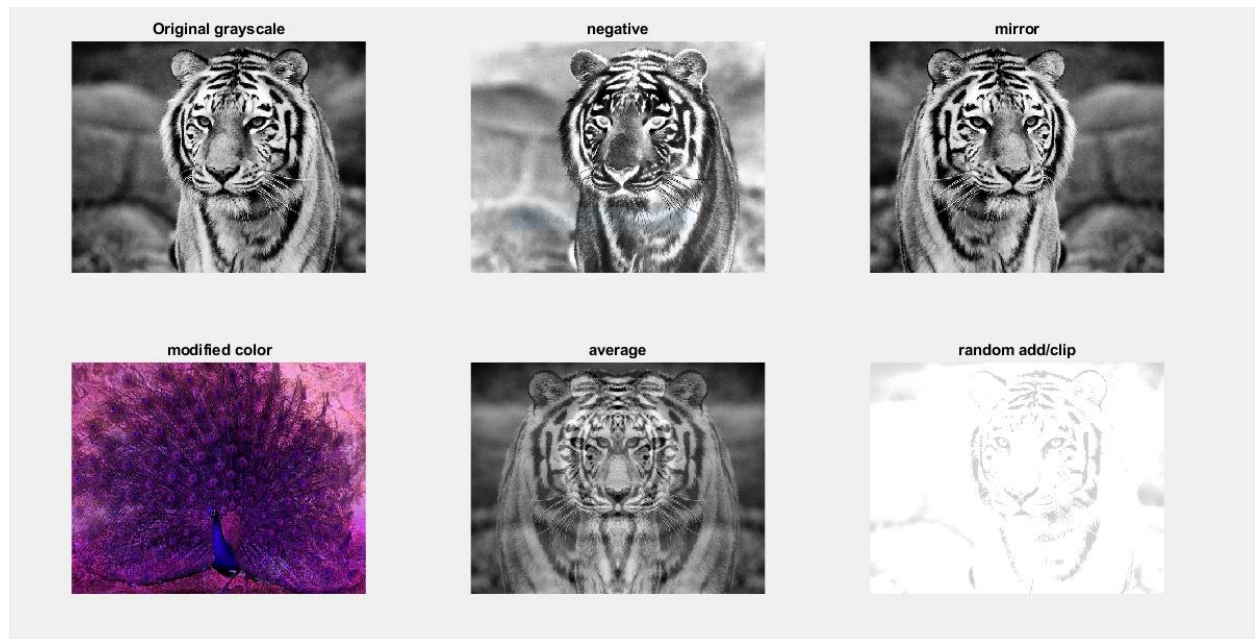 Original grayscale
negative
mirror
modified color
average
random add/clip